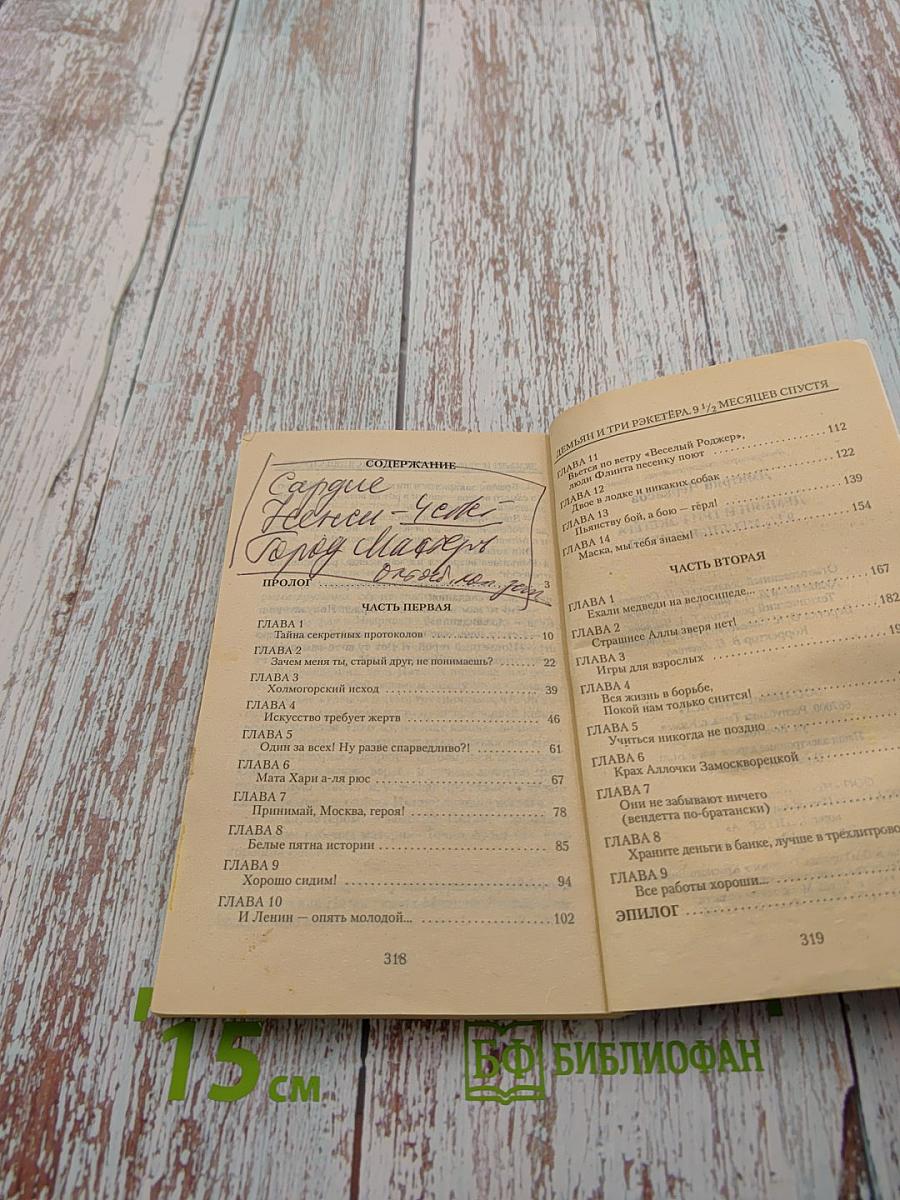 СОДЕРЖАНИЕ
Сардие
Ненси -
Город Мастеръ
ПРОЛОГ 3
ЧАСТЬ ПЕРВАЯ
ГЛАВА 1
Тайна секретных протоколов 10
ГЛАВА 2
Зачем меня ты, старый друг, не понимаешь? 22
ГЛАВА 3
Холмогорский исход 39
ГЛАВА 4
Искусство требует жертв 46
ГЛАВА 5
Один за всех! Ну разве спарведливо?! 61
ГЛАВА 6
Мата Хари а-ля рюс 67
ГЛАВА 7
Принимай, Москва, героя! 78
ГЛАВА 8
Белые пятна истории 85
ГЛАВА 9
Хорошо сидим! 94
ГЛАВА 10
И Ленин — опять молодой... 102
318
ДЕМЬЯН И ТРИ РЭКЕТЁРА. 9 1/2 МЕСЯЦЕВ СПУСТЯ
ГЛАВА 11
Вьется по ветру «Веселый Роджер»,
люди Флинта песенку поют 112
ГЛАВА 12
Двое в лодке и никаких собак 122
ГЛАВА 13
Пьянству бой, а бою — гёрл! 139
ГЛАВА 14
Маска, мы тебя знаем! 154
ЧАСТЬ ВТОРАЯ
ГЛАВА 1
Ехали медведи на велосипеде... 167
ГЛАВА 2
Страшнее Аллы зверя нет! 182
ГЛАВА 3
Игры для взрослых 19
ГЛАВА 4
Вся жизнь в борьбе,
Покой нам только снится!
ГЛАВА 5
Учиться никогда не поздно
ГЛАВА 6
Крах Аллочки Замоскворецкой
ГЛАВА 7
Они не забывают ничего
(вендетта по-братански)
ГЛАВА 8
Храните деньги в банке, лучше в трёхлитрово
ГЛАВА 9
Все работы хороши...
ЭПИЛОГ
319
15 см
БФ БИБЛИОФАН